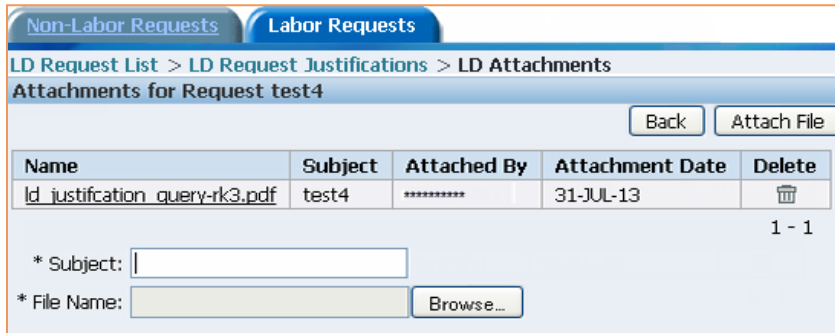 Non-Labor Requests Labor Requests
LD Request List > LD Request Justifications > LD Attachments
Attachments for Request test4
Back Attach File
Name Subject Attached By Attachment Date Delete
ld_justifcation_query-rk3.pdf test4 ********** 31-JUL-13
1 - 1
* Subject:
* File Name: Browse...